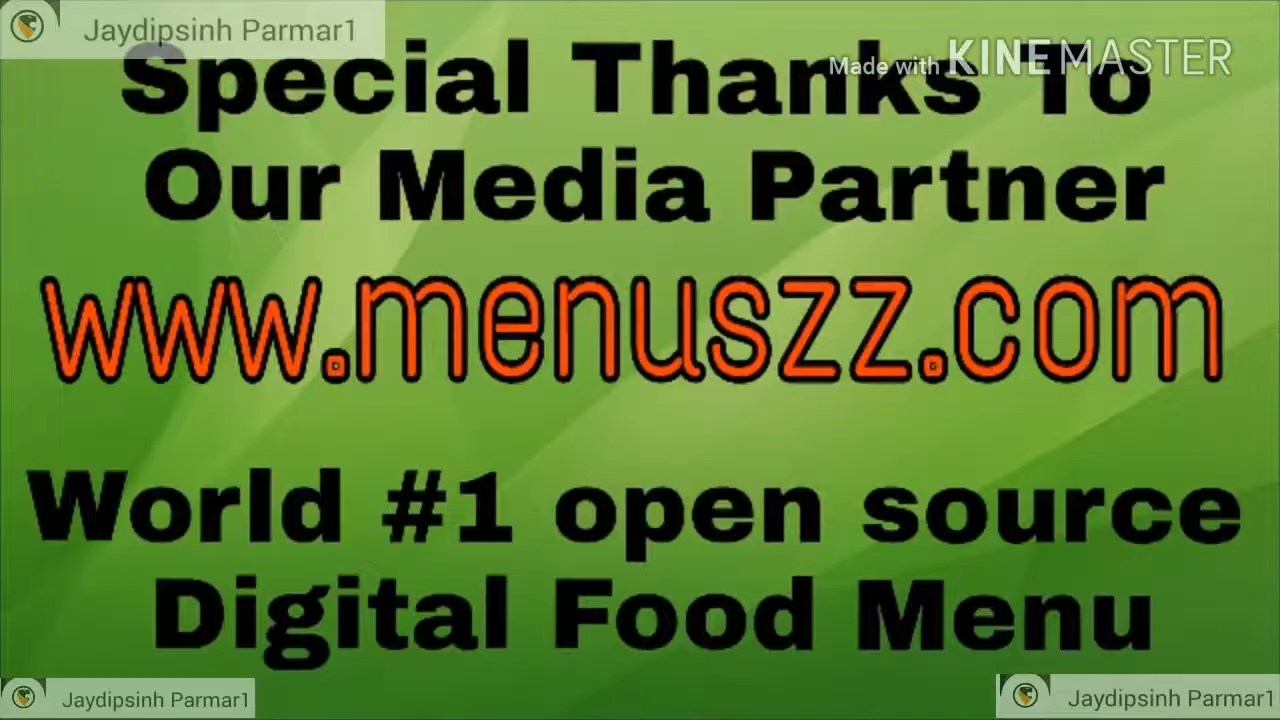 Jaydipsinh Parmar1
Made with KINEMASTER
Special Thanks To
Our Media Partner
www.menuszz.com
World #1 open source
Digital Food Menu
Jaydipsinh Parmar1
Jaydipsinh Parmar1